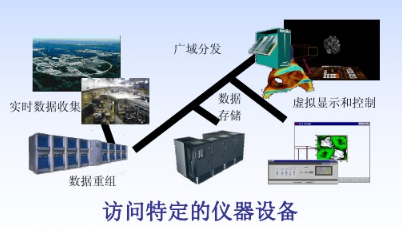 广域分发
实时数据收集
数据
存储
虚拟显示和控制
数据重组
访问特定的仪器设备